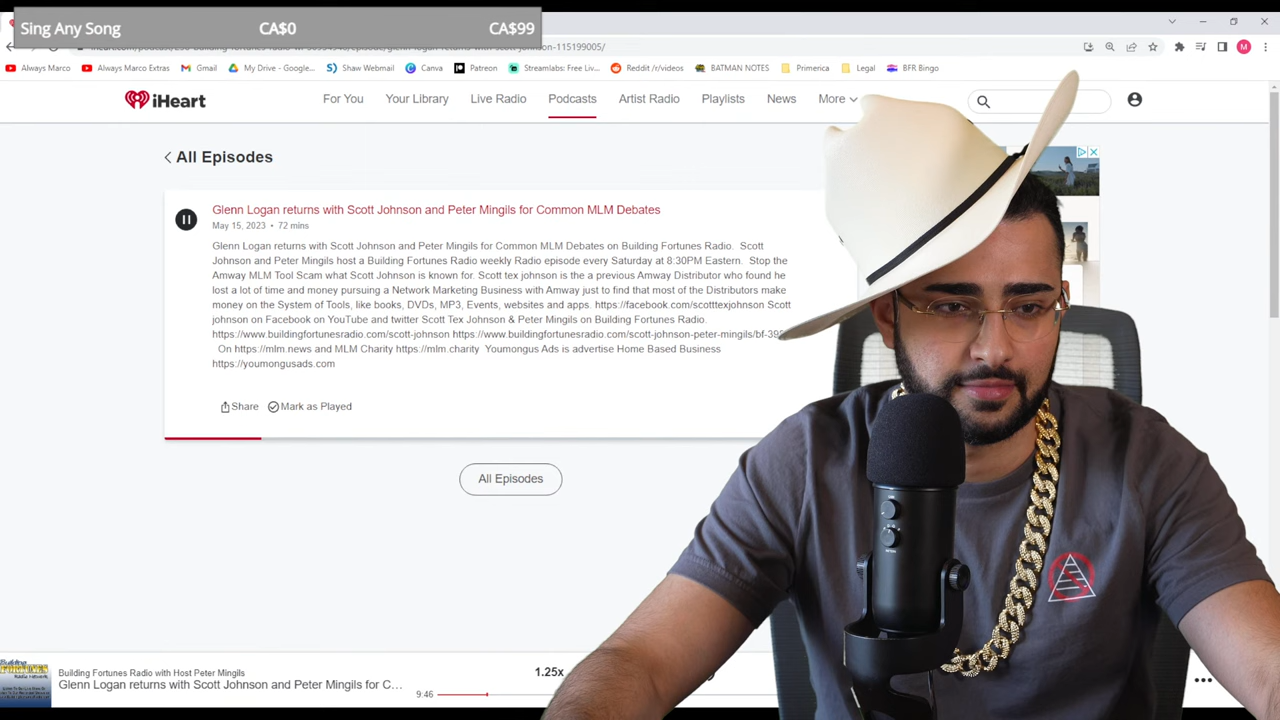 Sing Any Song CA$0 CA$99
Always Marco Always Marco Extras Gmail My Drive - Google... Shaw Webmail Canva Patreon Streamlabs: Free Liv... Reddit /r/videos BATMAN NOTES Primerica Legal BFR Bingo
iHeart For You Your Library Live Radio Podcasts Artist Radio Playlists News More
All Episodes
Glenn Logan returns with Scott Johnson and Peter Mingils for Common MLM Debates
May 15, 2023 • 72 mins
Glenn Logan returns with Scott Johnson and Peter Mingils for Common MLM Debates on Building Fortunes Radio. Scott
Johnson and Peter Mingils host a Building Fortunes Radio weekly Radio episode every Saturday at 8:30PM Eastern. Stop the
Amway MLM Tool Scam what Scott Johnson is known for. Scott tex johnson is the a previous Amway Distributor who found he
lost a lot of time and money pursuing a Network Marketing Business with Amway just to find that most of the Distributors make
money on the System of Tools, like books, DVDs, MP3, Events, websites and apps. https://facebook.com/scotttexjohnson Scott
johnson on Facebook on YouTube and twitter Scott Tex Johnson & Peter Mingils on Building Fortunes Radio.
https://www.buildingfortunesradio.com/scott-johnson https://www.buildingfortunesradio.com/scott-johnson-peter-mingils/bf-392
On https://mlm.news and MLM Charity https://mlm.charity Youmongus Ads is advertise Home Based Business
https://youmongusads.com
Share Mark as Played
All Episodes
Building Fortunes Radio with Host Peter Mingils
Glenn Logan returns with Scott Johnson and Peter Mingils for C...
1.25x
9:46